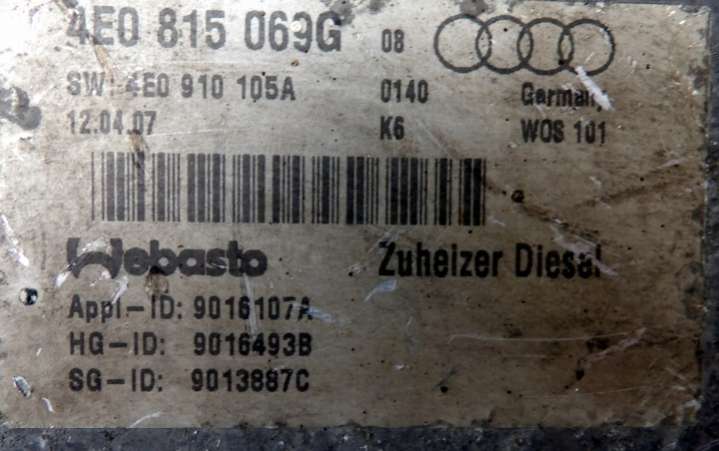 4E0 815 069G 08
SW: 4E0 910 105A 0140 Germany
12.04.07 K6 WOS 101
Webasto Zuheizer Diesel
Appl-ID: 9016107A
HG-ID: 9016493B
SG-ID: 9013887C